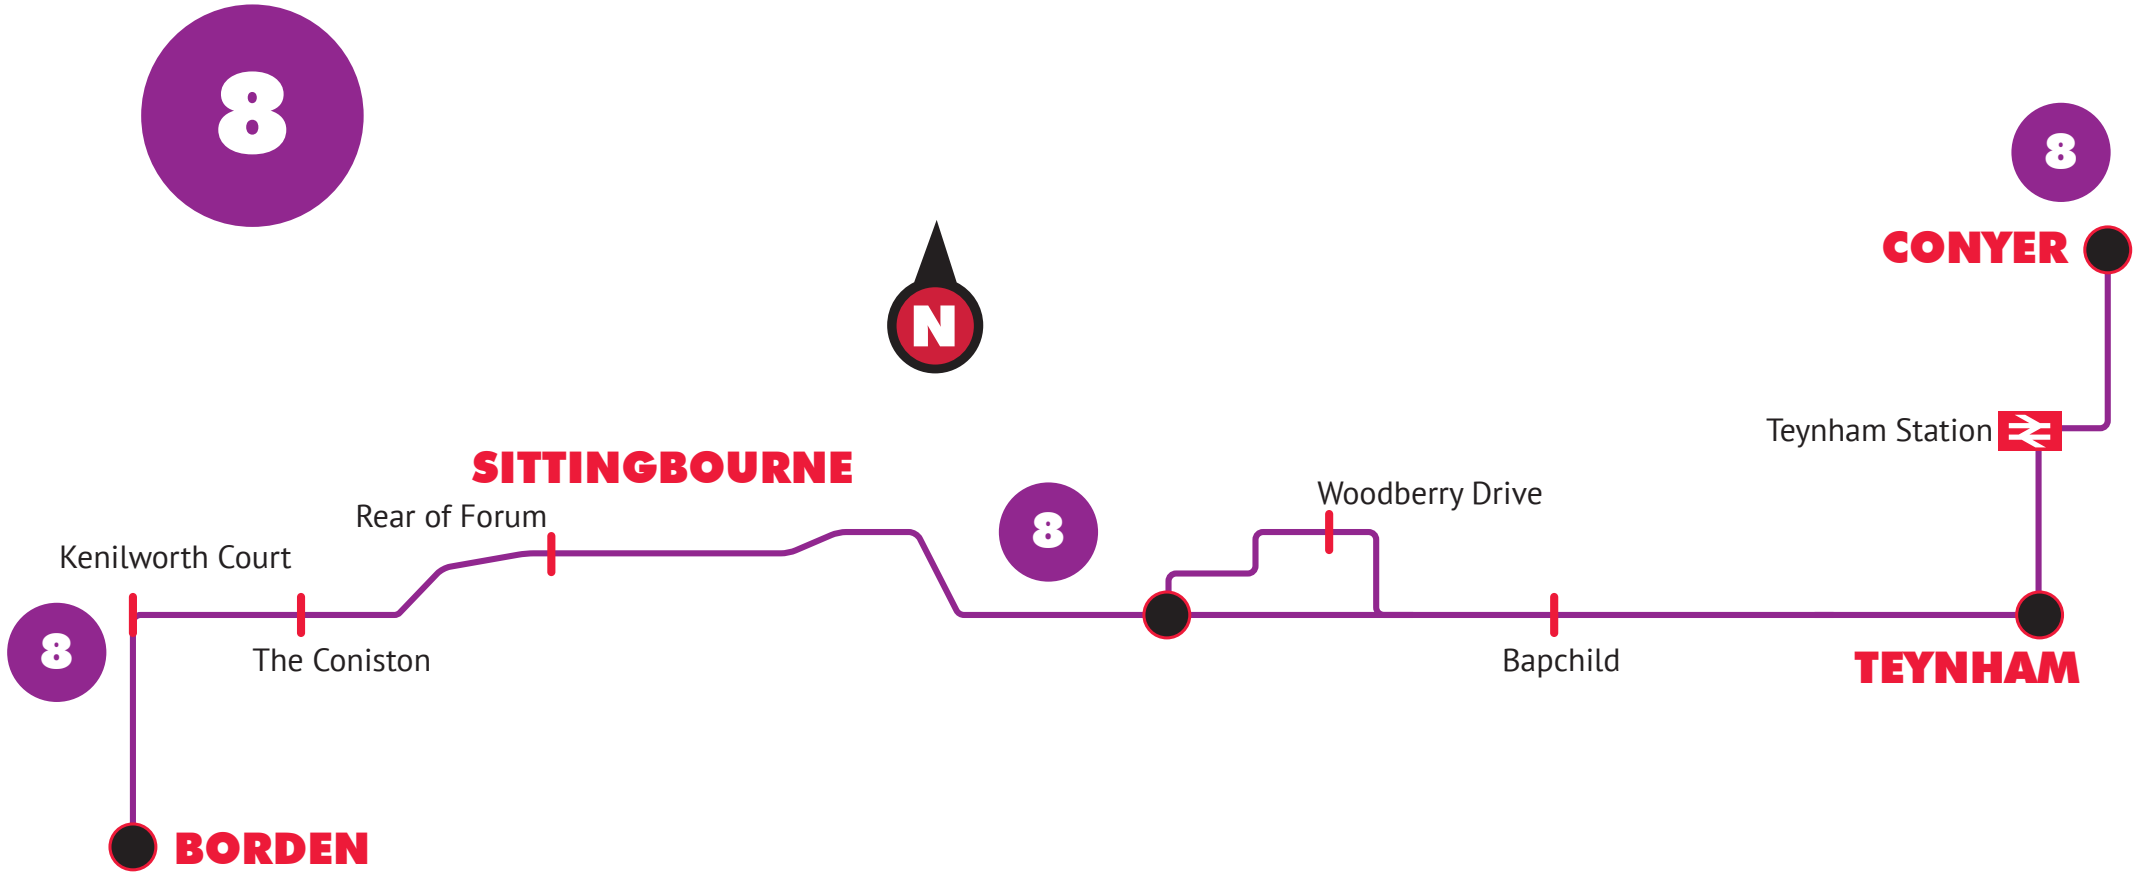 8
8
CONYER
N
Teynham Station
SITTINGBOURNE
Woodberry Drive
Rear of Forum
8
Kenilworth Court
8
The Coniston
Bapchild
TEYNHAM
BORDEN